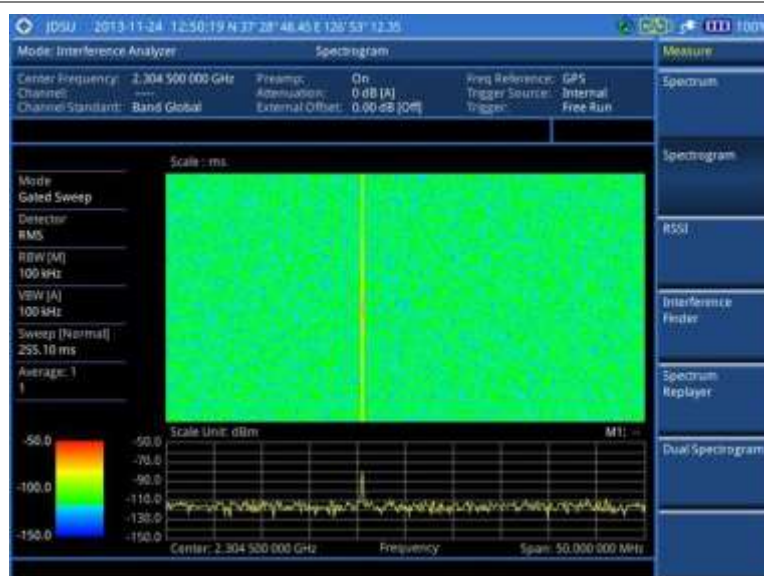 JDSU 2013-11-24 12:50:19 N 37° 28' 48.45 E 126° 53' 12.35 100%
Mode: Interference Analyzer Spectrogram Measure
Center Frequency: 2.304 500 000 GHz Preamp: On Freq Reference: GPS
Channel: ---- Attenuation: 0 dB [A] Trigger Source: Internal
Channel Standard: Band Global External Offset: 0.00 dB [Off] Trigger: Free Run
Spectrum
Spectrogram
RSSI
Interference
Finder
Spectrum
Replayer
Dual Spectrogram
Scale : ms
Mode
Gated Sweep
Detector
RMS
RBW [M]
100 kHz
VBW [A]
100 kHz
Sweep [Normal]
255.10 ms
Average: 1
1
-50.0
-100.0
-150.0
Scale Unit: dBm M1: --
-50.0
-70.0
-90.0
-110.0
-130.0
-150.0
Center: 2.304 500 000 GHz Frequency Span: 50.000 000 MHz